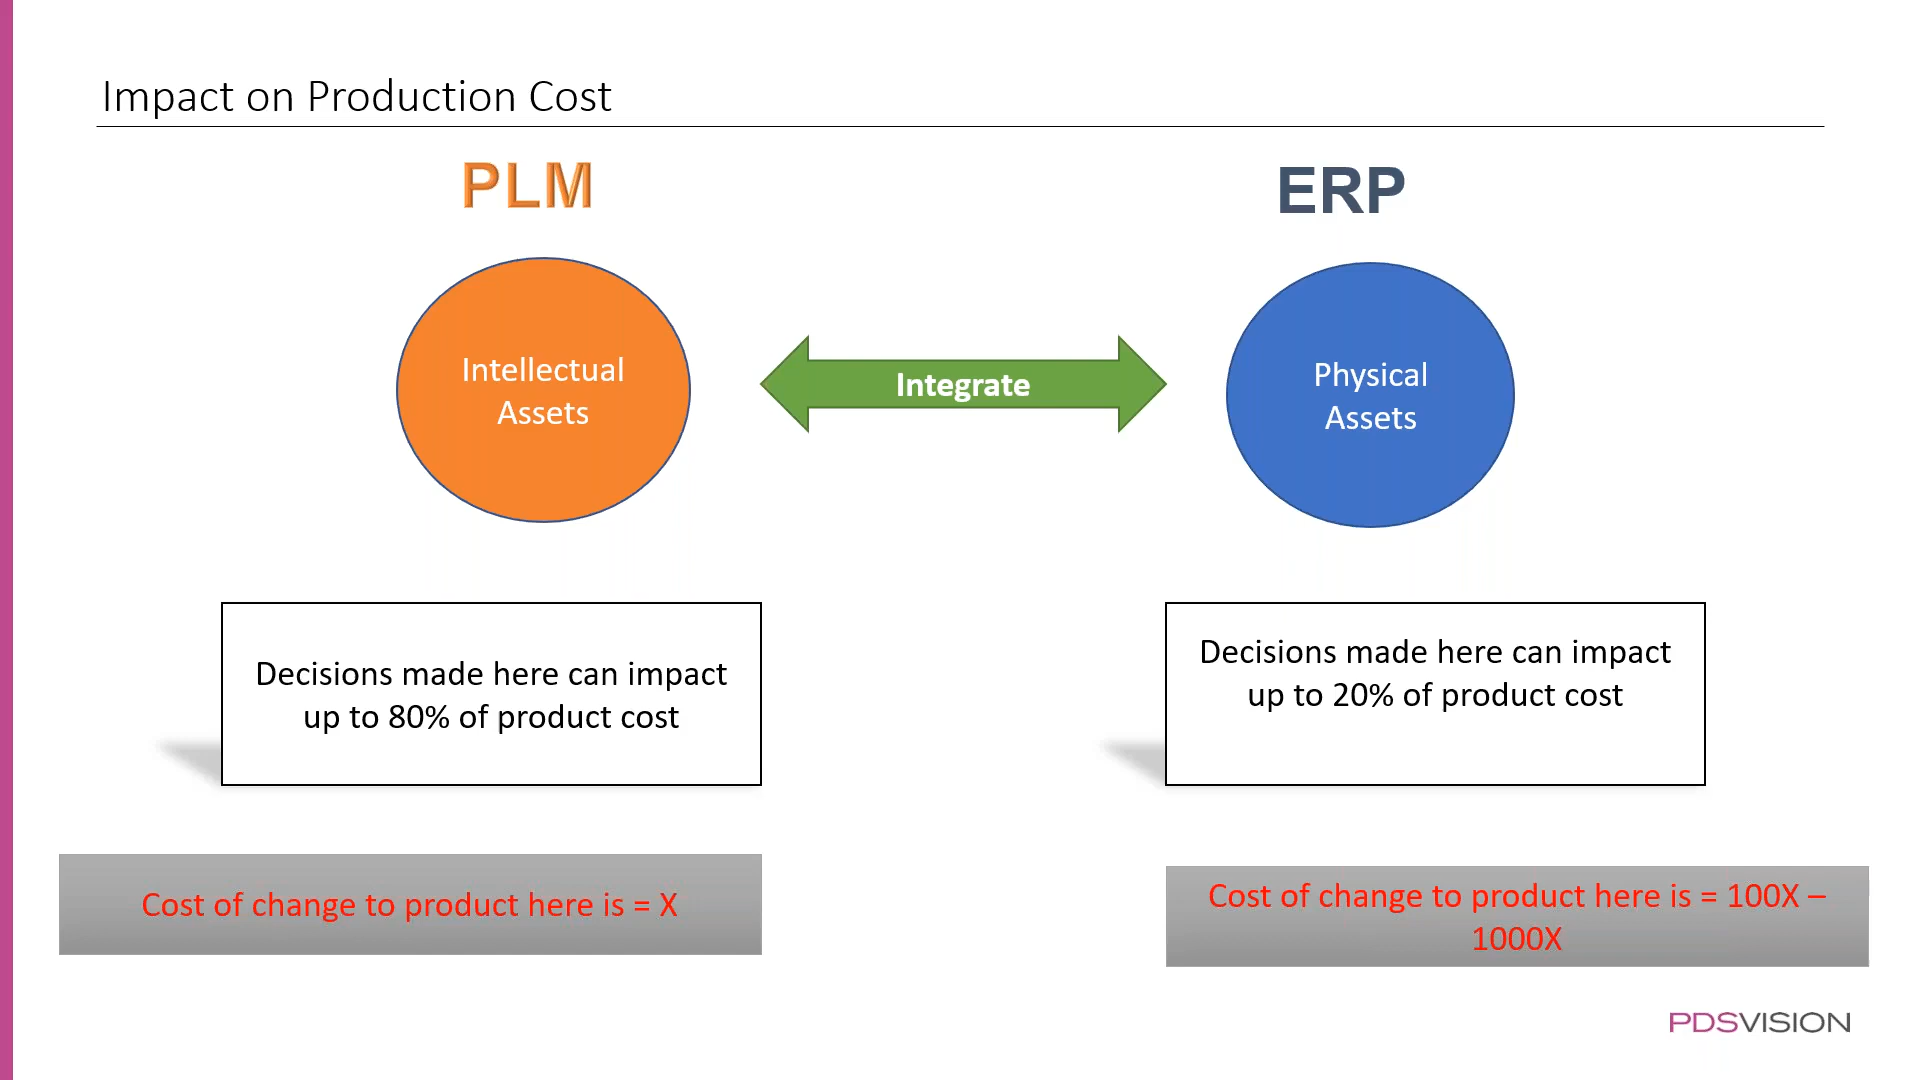 Impact on Production Cost
PLM
ERP
Intellectual
Assets
Integrate
Physical
Assets
Decisions made here can impact
up to 80% of product cost
Decisions made here can impact
up to 20% of product cost
Cost of change to product here is = X
Cost of change to product here is = 100X –
1000X
PDSVISION